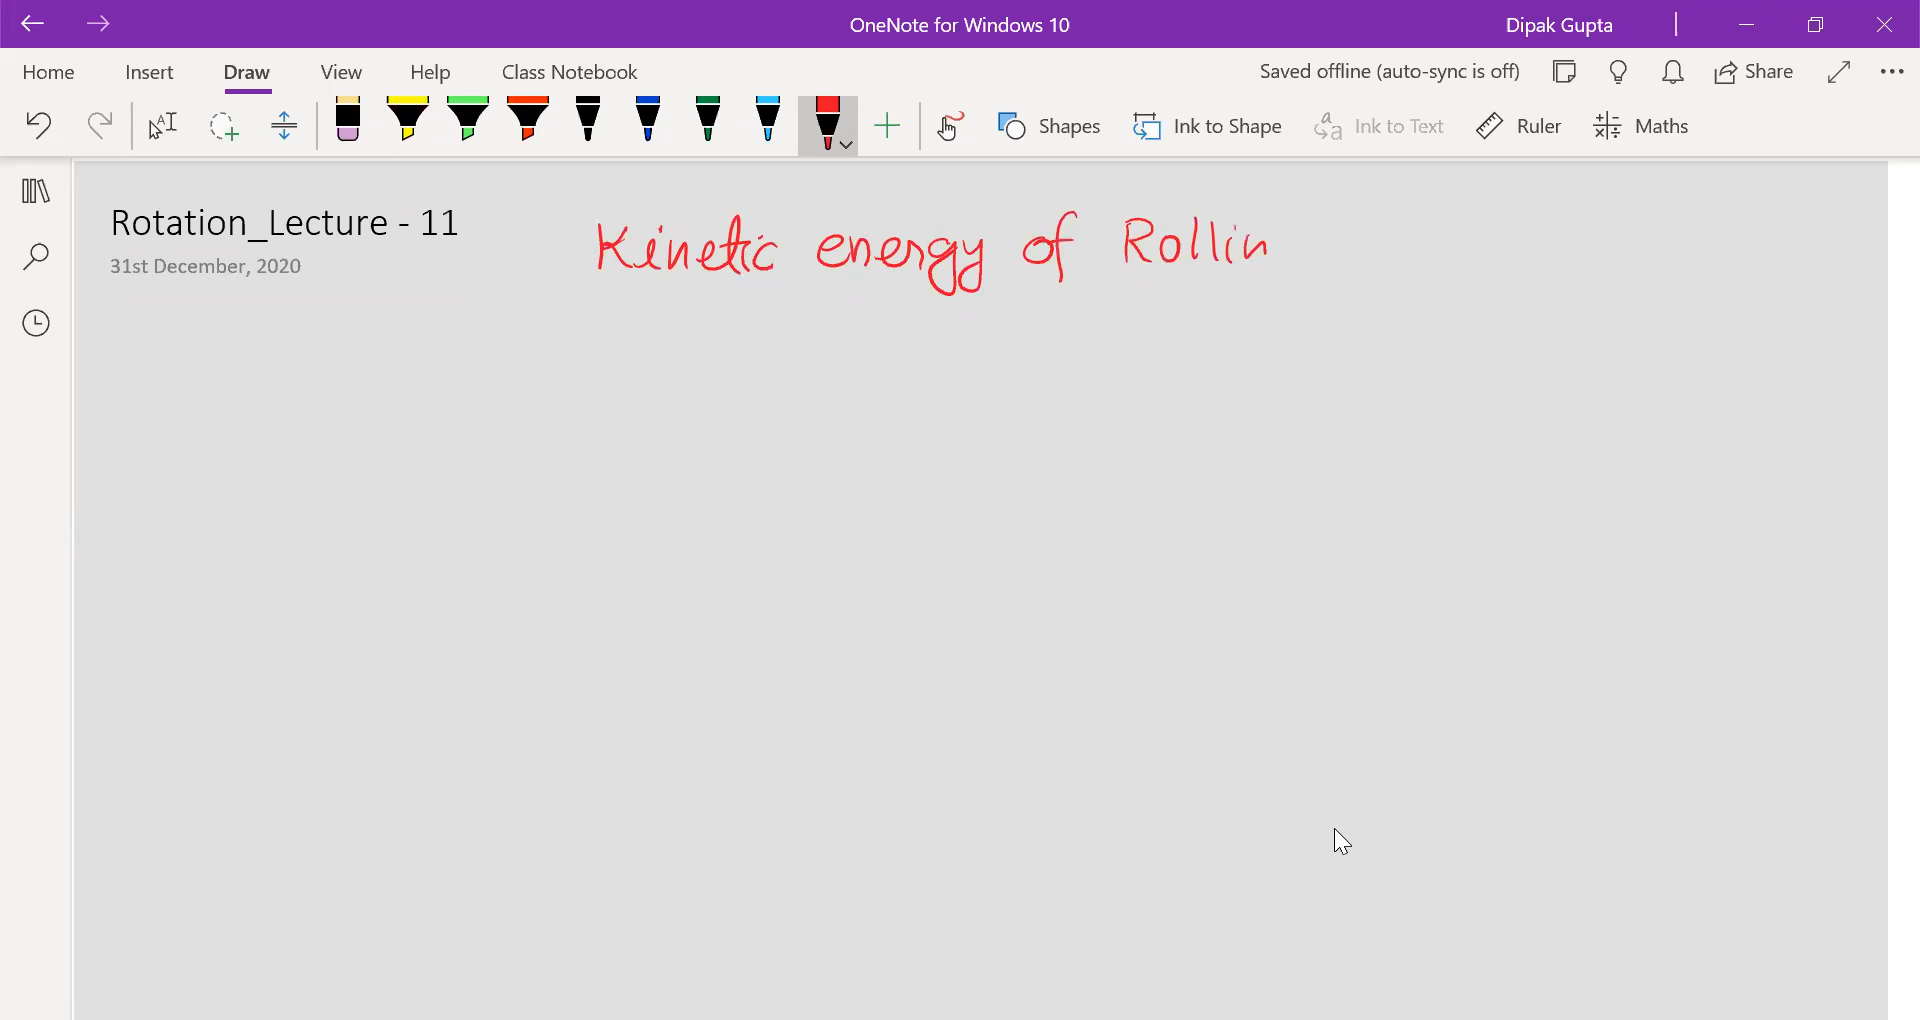 OneNote for Windows 10
Dipak Gupta
Home Insert Draw View Help Class Notebook
Saved offline (auto-sync is off) Share
Shapes Ink to Shape Ink to Text Ruler Maths
Rotation_Lecture - 11
31st December, 2020
Kinetic energy of Rollin